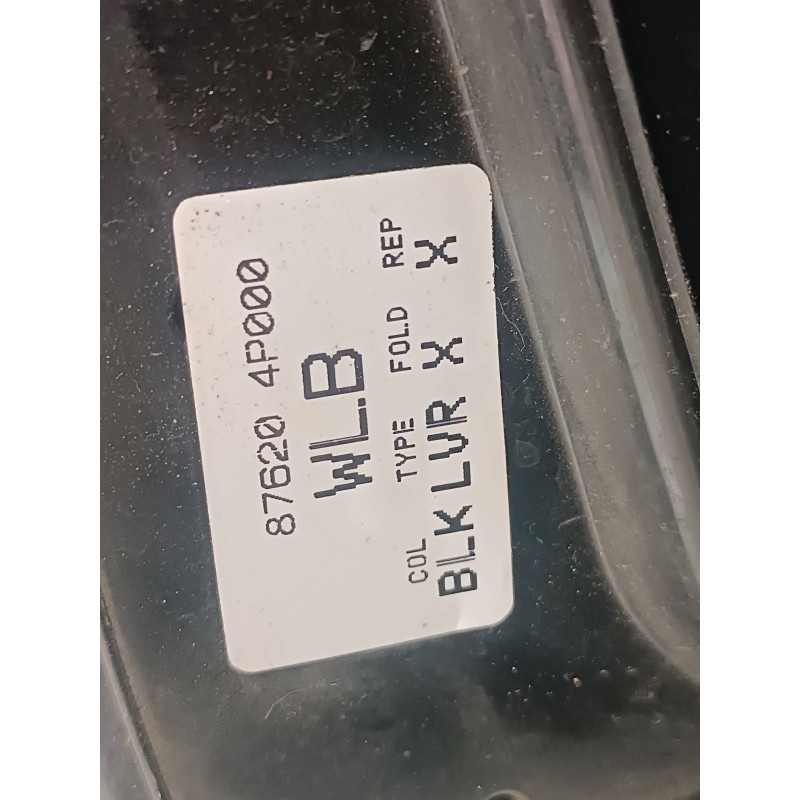 87620 4P000
WLB
COL TYPE FOLD REP
BLK LVR X X